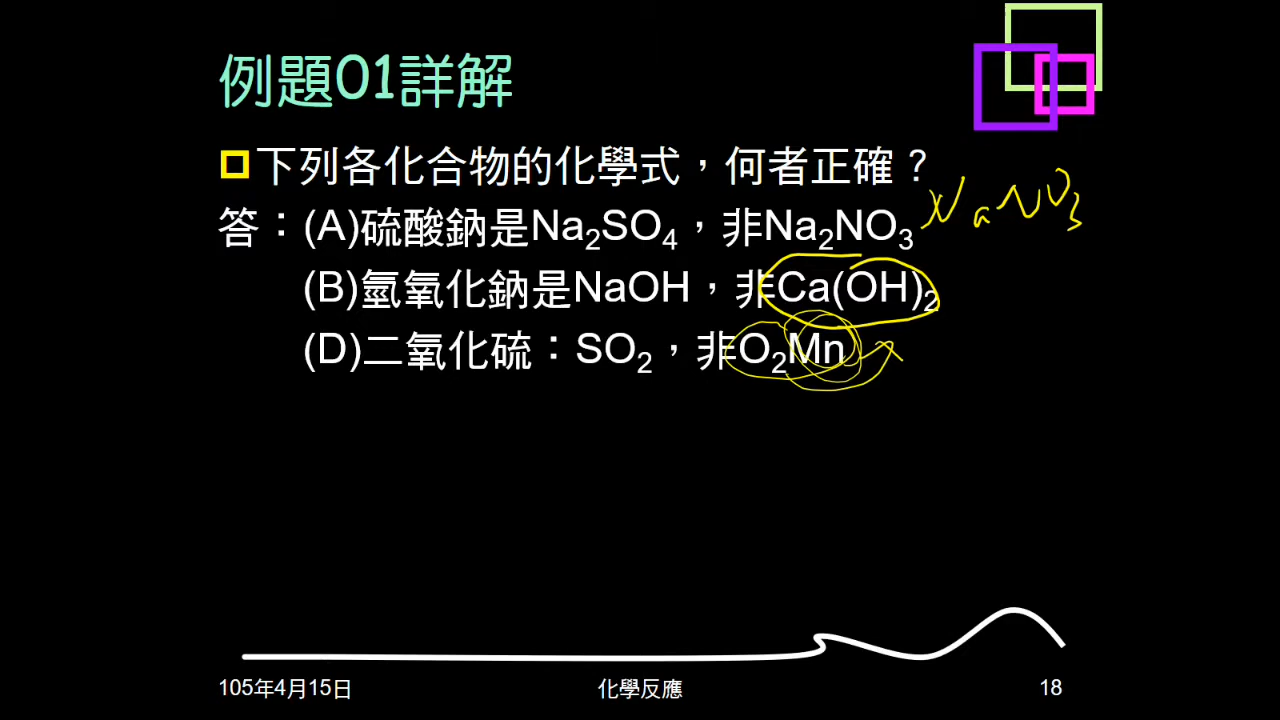 例題01詳解
下列各化合物的化學式，何者正確？
NaNO₃
答：(A)硫酸鈉是Na₂SO₄，非Na₂NO₃
(B)氫氧化鈉是NaOH，非Ca(OH)₂
(D)二氧化硫：SO₂，非O₂Mn
105年4月15日
化學反應
18